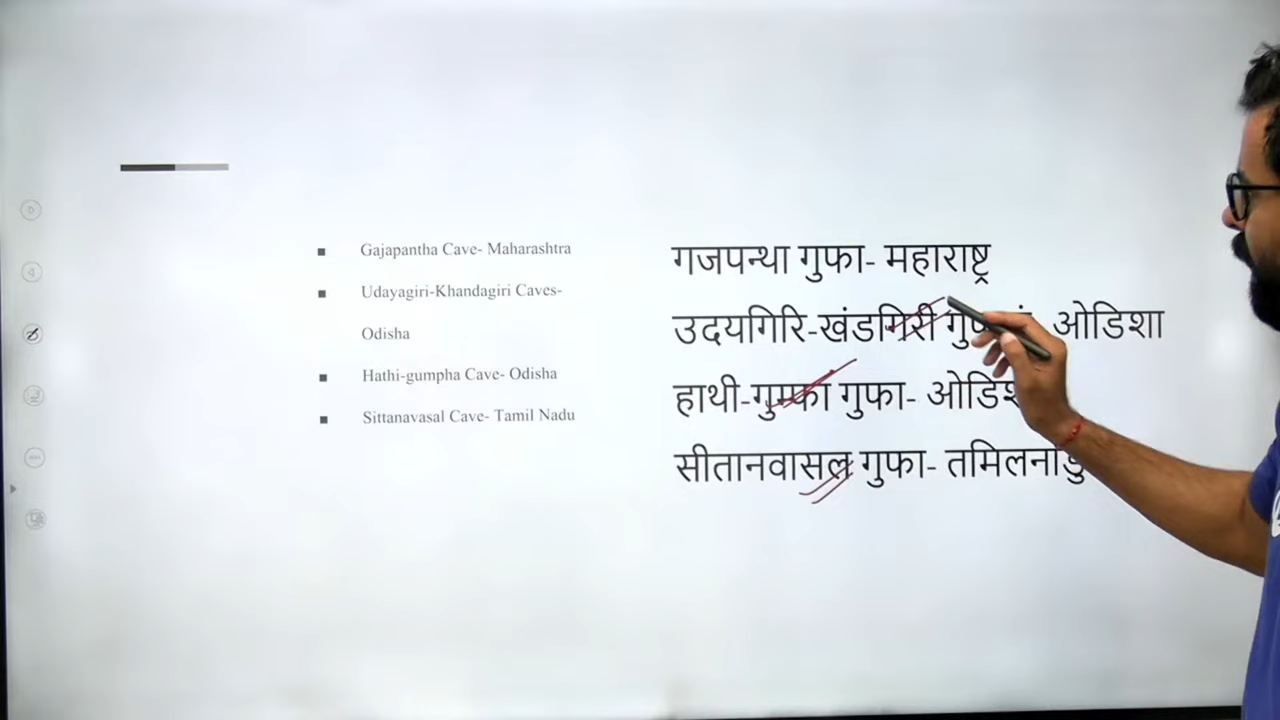 Gajapantha Cave- Maharashtra
Udayagiri-Khandagiri Caves-
Odisha
Hathi-gumpha Cave- Odisha
Sittanavasal Cave- Tamil Nadu
गजपन्था गुफा- महाराष्ट्र
उदयगिरि-खंडगिरी ओडिशा
हाथी-गुम्फा गुफा-
सीतानवासल गुफा- तमिलनाडु